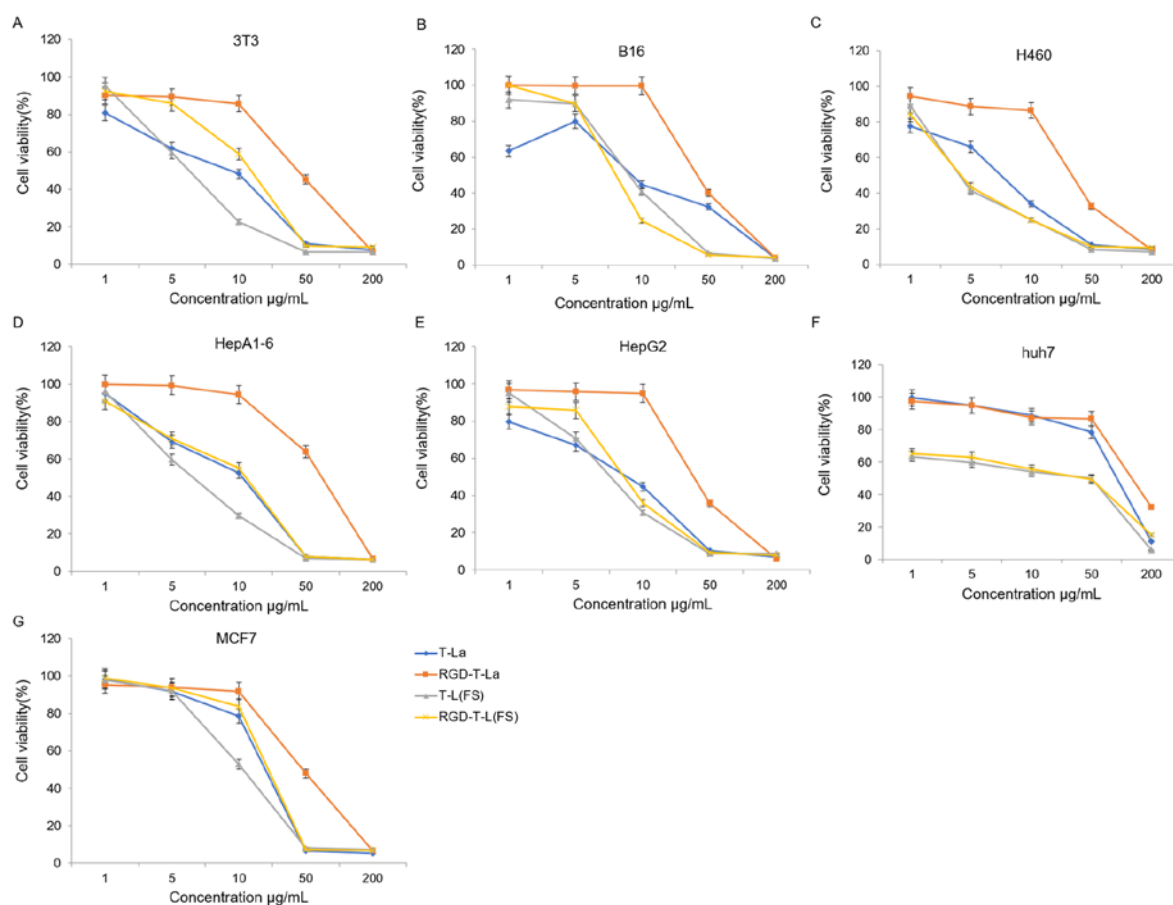 A
3T3
120
100
80
60
40
20
0
Cell viability(%)
1 5 10 50 200
Concentration μg/mL
B
B16
120
100
80
60
40
20
0
Cell viability(%)
1 5 10 50 200
Concentration μg/mL
C
H460
120
100
80
60
40
20
0
Cell viability(%)
1 5 10 50 200
Concentration μg/mL
D
HepA1-6
120
100
80
60
40
20
0
Cell viability(%)
1 5 10 50 200
Concentration μg/mL
E
HepG2
120
100
80
60
40
20
0
Cell viability(%)
1 5 10 50 200
Concentration μg/mL
F
huh7
120
100
80
60
40
20
0
Cell viability(%)
1 5 10 50 200
Concentration μg/mL
G
MCF7
120
100
80
60
40
20
0
Cell viability(%)
1 5 10 50 200
Concentration μg/mL
T-La
RGD-T-La
T-L(FS)
RGD-T-L(FS)